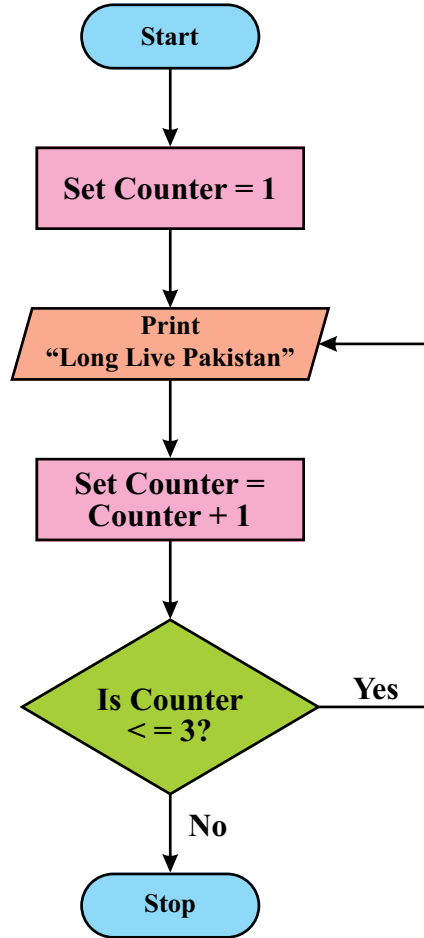 Start
Set Counter = 1
Print
“Long Live Pakistan”
Set Counter =
Counter + 1
Is Counter
< = 3?
Yes
No
Stop